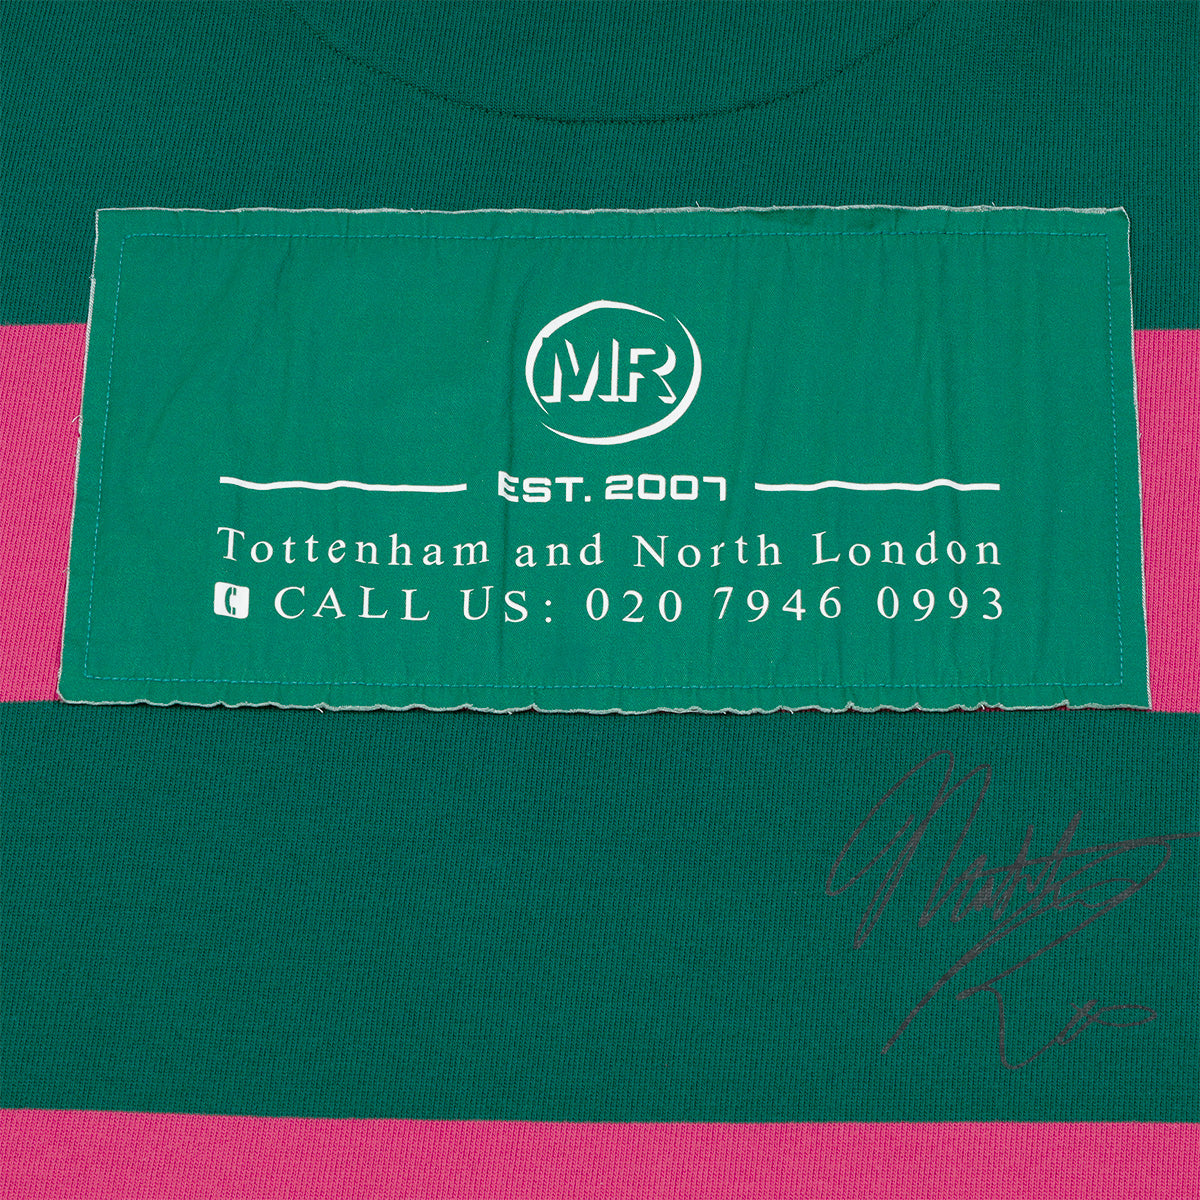 MR
EST. 2007
Tottenham and North London
CALL US: 020 7946 0993